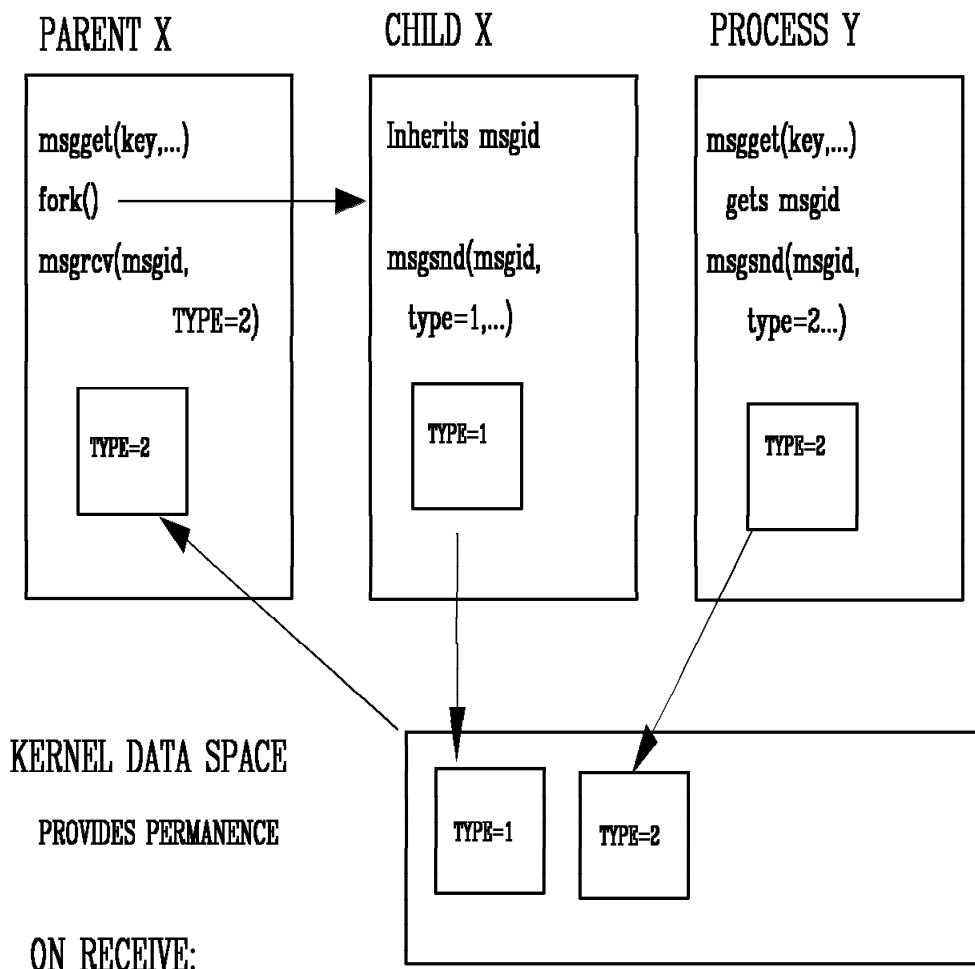 PARENT X
CHILD X
PROCESS Y
msgget(key,...)
fork()
msgrcv(msgid,
TYPE=2)
TYPE=2
Inherits msgid
msgsnd(msgid,
type=1,...)
TYPE=1
msgget(key,...)
gets msgid
msgsnd(msgid,
type=2...)
TYPE=2
KERNEL DATA SPACE
PROVIDES PERMANENCE
TYPE=1
TYPE=2
ON RECEIVE: